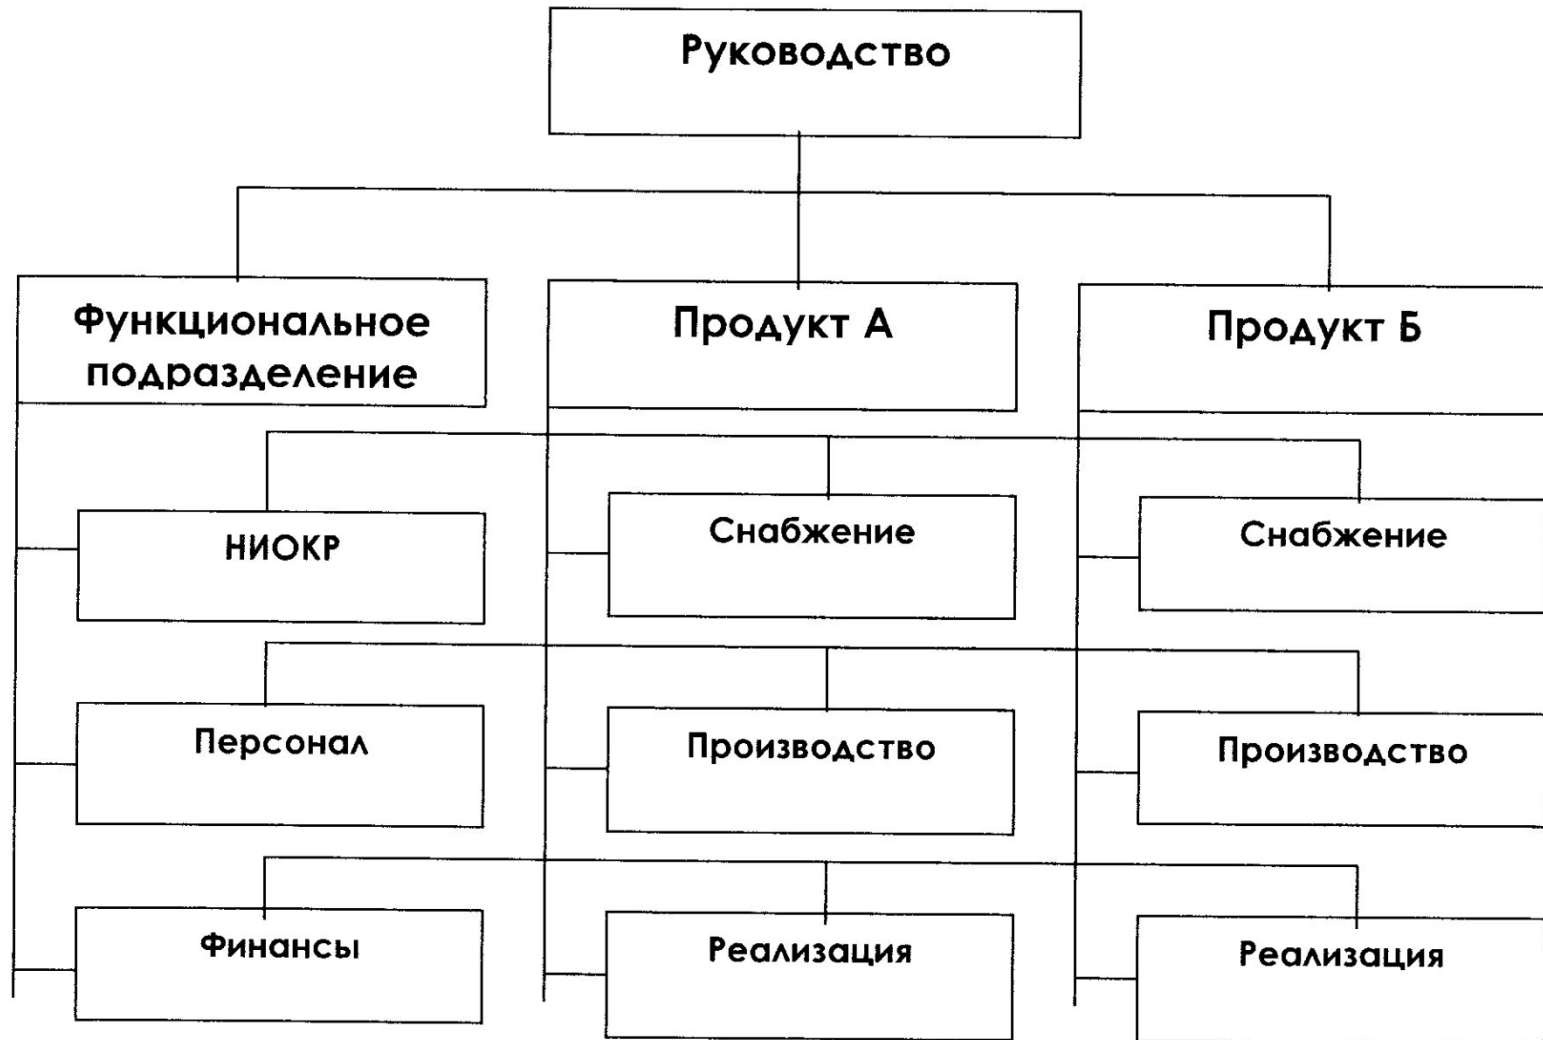 Руководство
Функциональное
подразделение
Продукт А
Продукт Б
НИОКР
Снабжение
Снабжение
Персонал
Производство
Производство
Финансы
Реализация
Реализация